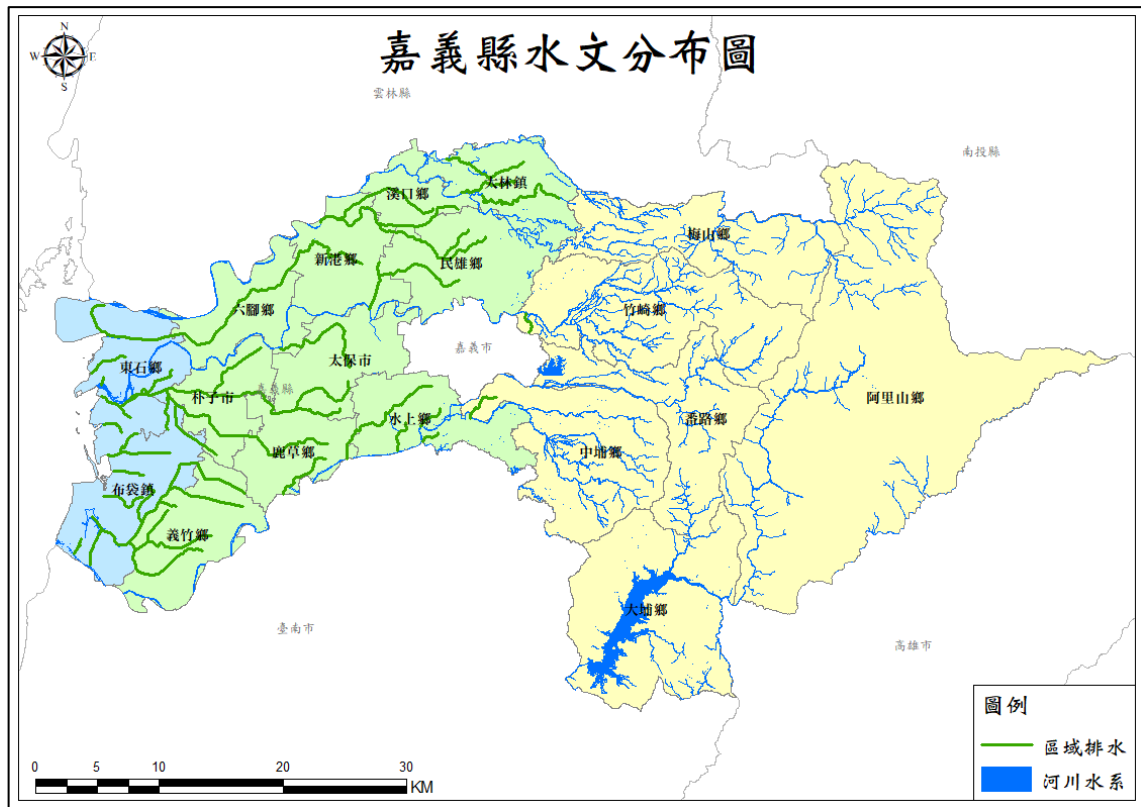 嘉義縣水文分布圖
N
W E
S
雲林縣
南投縣
大林鎮
溪口鄉
梅山鄉
新港鄉
民雄鄉
六腳鄉
竹崎鄉
嘉義市
太保市
東石鄉
朴子市
嘉義縣
阿里山鄉
水上鄉
番路鄉
鹿草鄉
中埔鄉
布袋鎮
義竹鄉
大埔鄉
臺南市
高雄市
圖例
區域排水
河川水系
0 5 10 20 30
KM